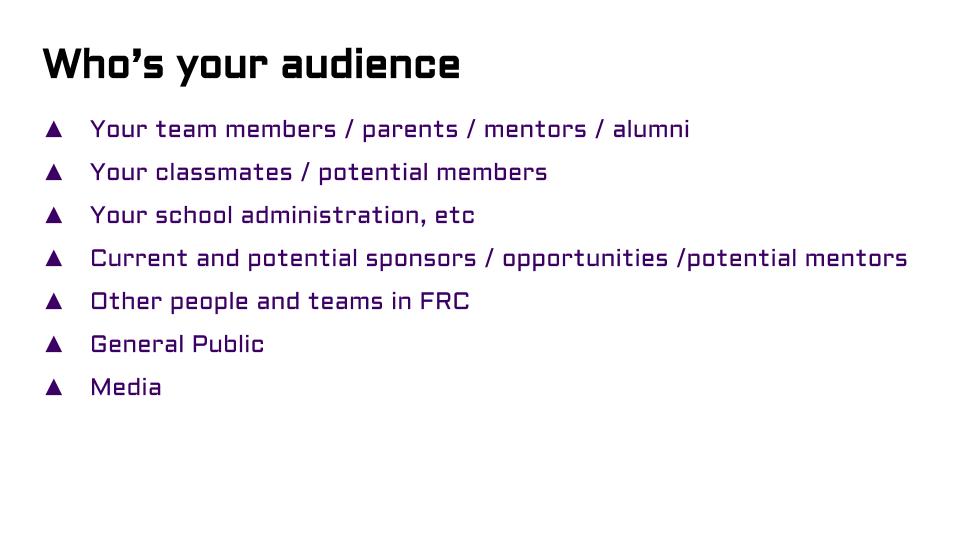 Who's your audience
▲ Your team members / parents / mentors / alumni
▲ Your classmates / potential members
▲ Your school administration, etc
▲ Current and potential sponsors / opportunities /potential mentors
▲ Other people and teams in FRC
▲ General Public
▲ Media